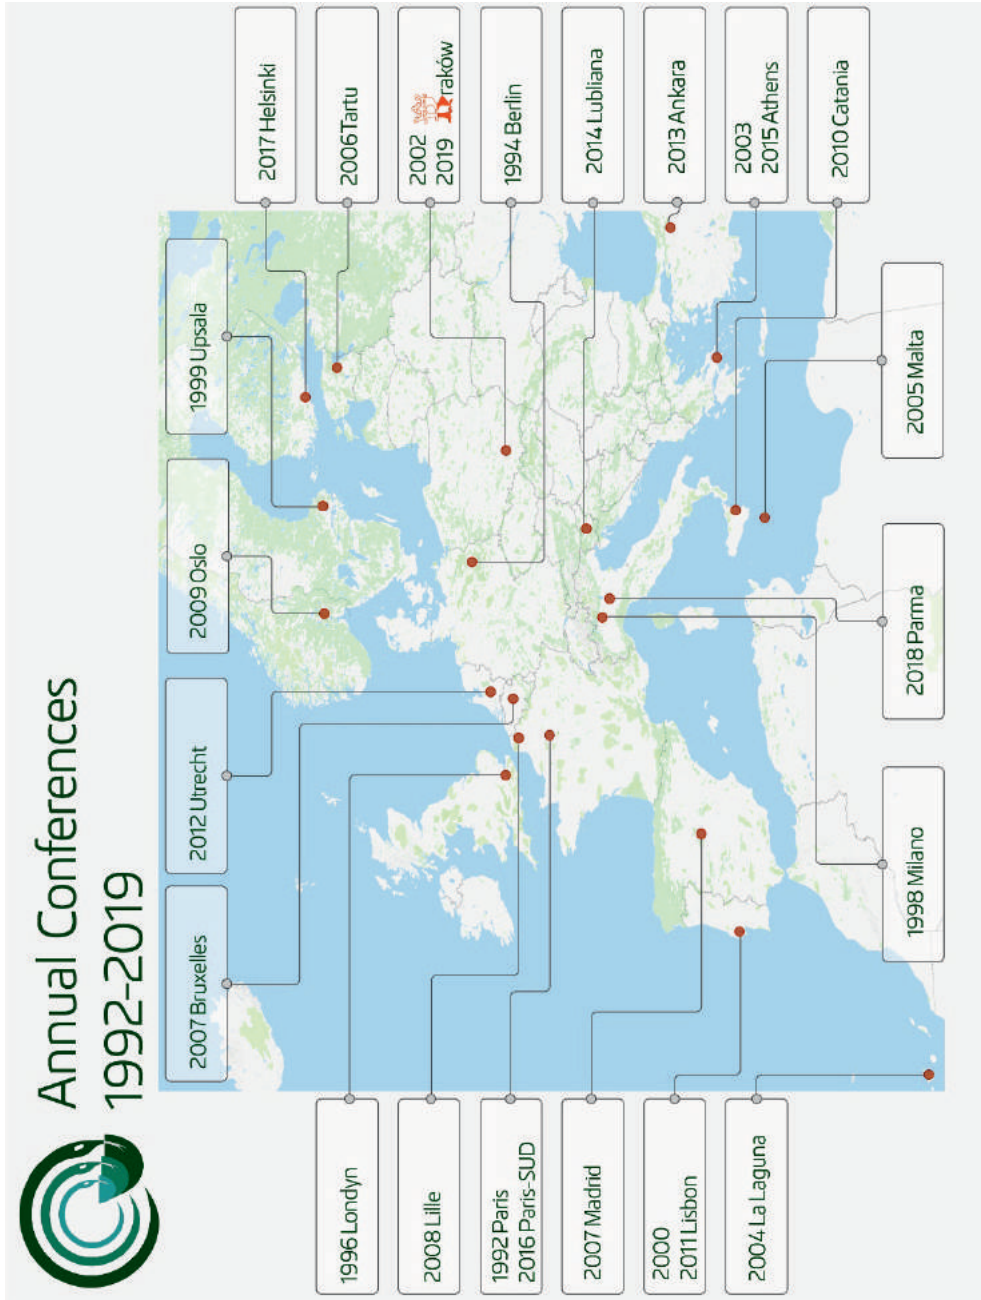 Annual Conferences
1992-2019
2007 Bruxelles
2012 Utrecht
2009 Oslo
1999 Upsala
2017 Helsinki
2006 Tartu
2002
2019 Kraków
1994 Berlin
2014 Lubliana
2013 Ankara
2003
2015 Athens
2010 Catania
1996 Londyn
2008 Lille
1992 Paris
2016 Paris-SUD
2007 Madrid
2000
2011 Lisbon
2004 La Laguna
1998 Milano
2018 Parma
2005 Malta